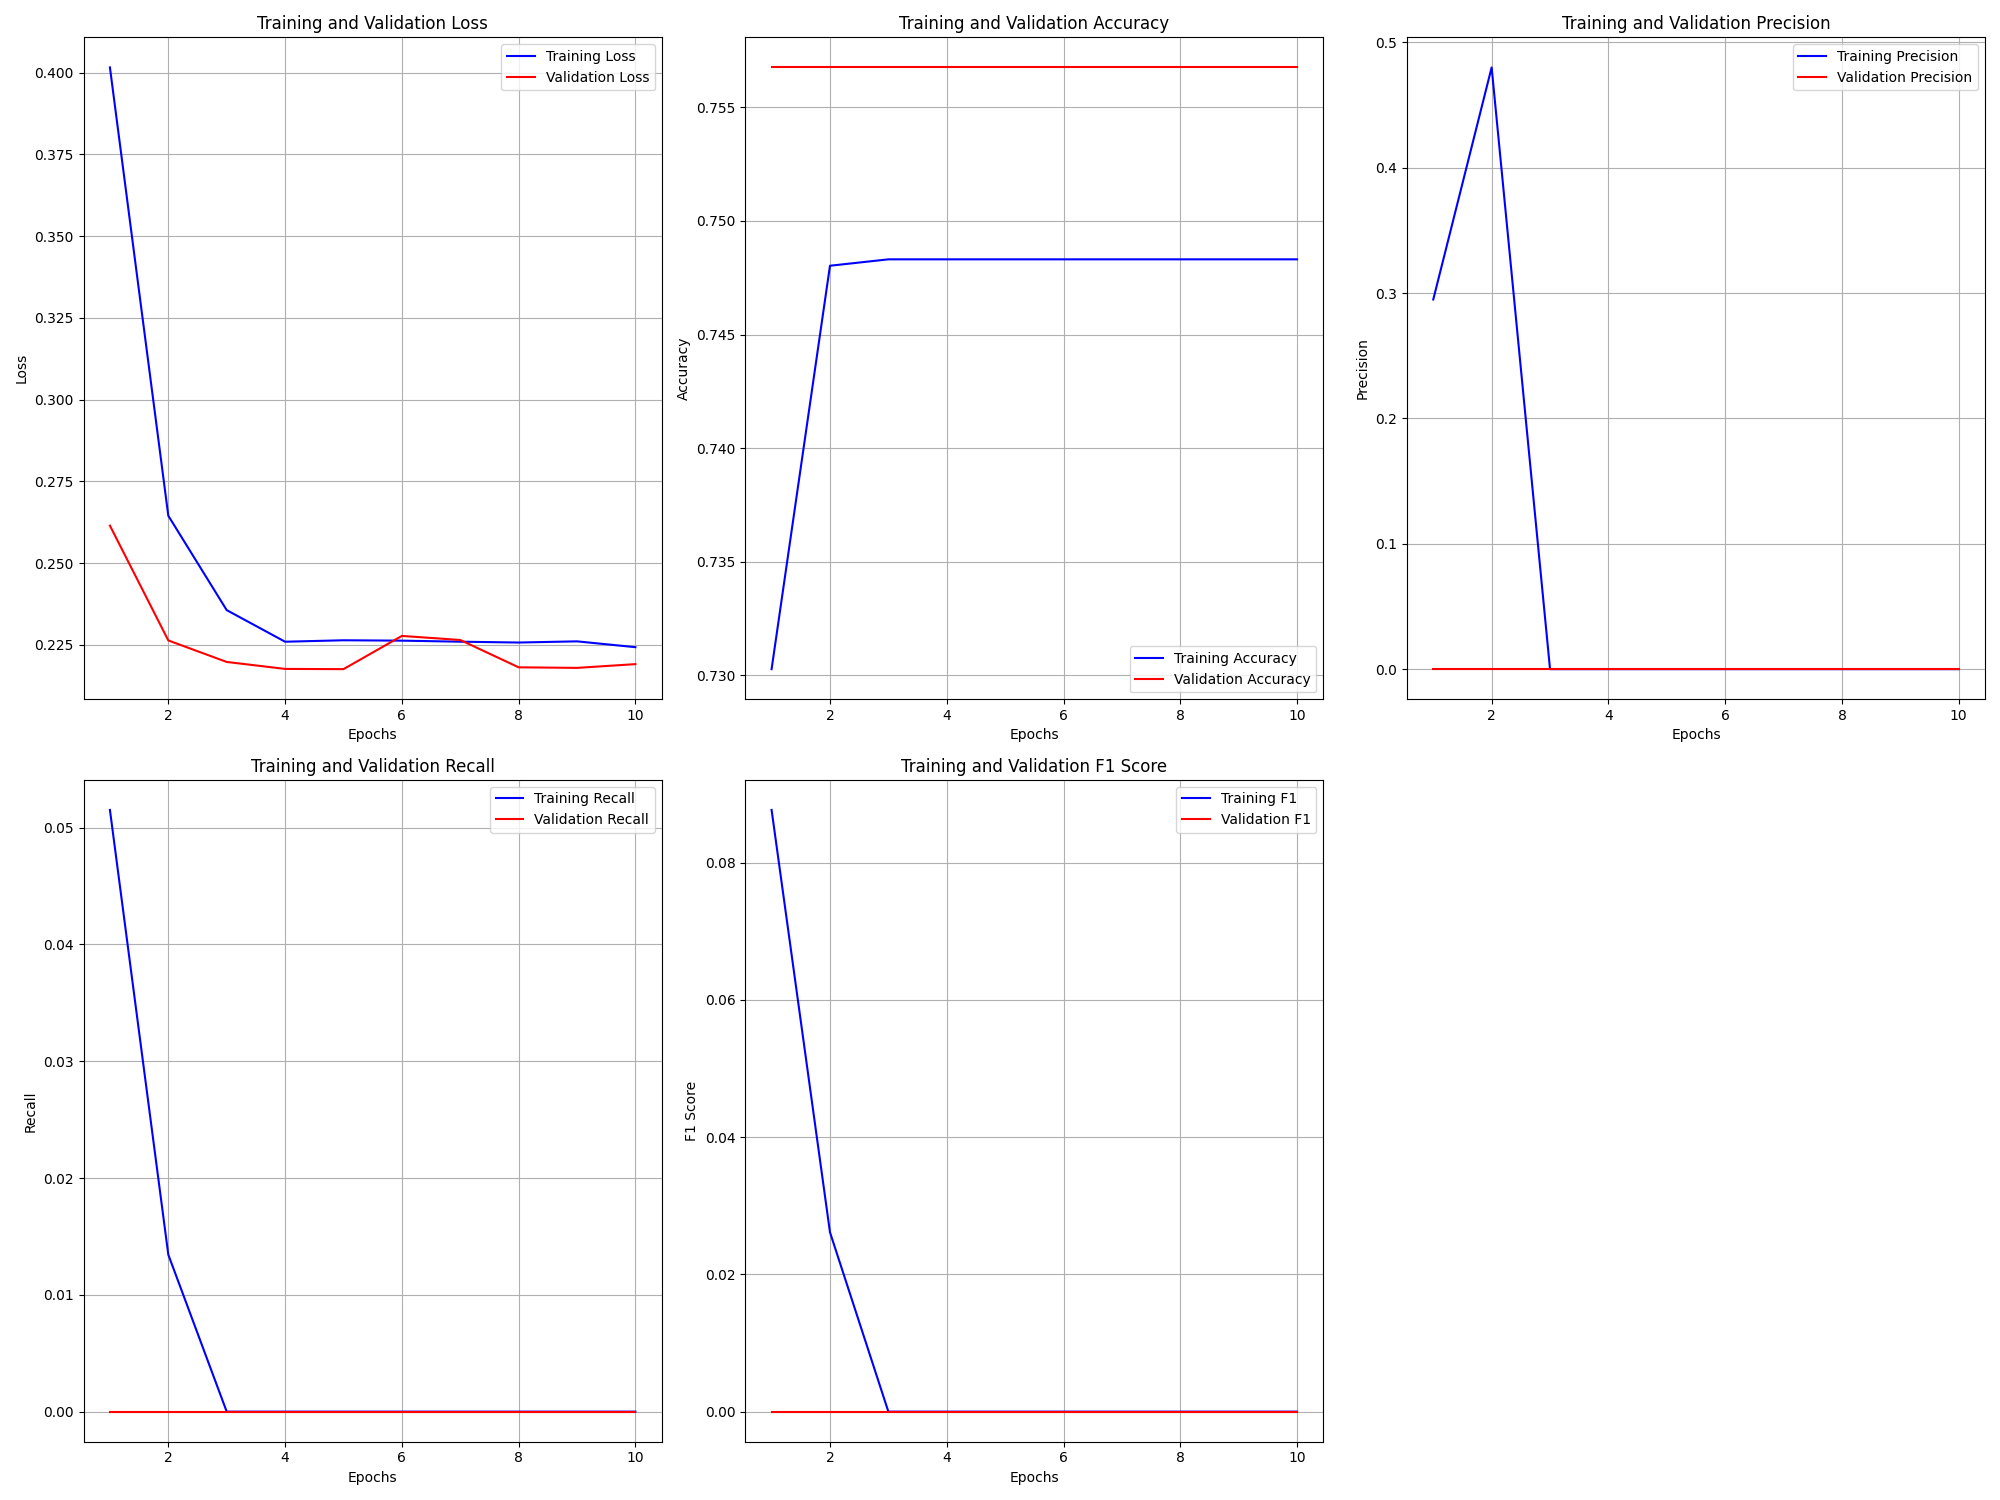 Training and Validation Loss
Training Loss
Validation Loss
0.400
0.375
0.350
0.325
0.300
0.275
0.250
0.225
Loss
2 4 6 8 10
Epochs
Training and Validation Accuracy
0.755
0.750
0.745
0.740
0.735
0.730
Accuracy
Training Accuracy
Validation Accuracy
2 4 6 8 10
Epochs
Training and Validation Precision
Training Precision
Validation Precision
0.5
0.4
0.3
0.2
0.1
0.0
Precision
2 4 6 8 10
Epochs
Training and Validation Recall
Training Recall
Validation Recall
0.05
0.04
0.03
0.02
0.01
0.00
Recall
2 4 6 8 10
Epochs
Training and Validation F1 Score
Training F1
Validation F1
0.08
0.06
0.04
0.02
0.00
F1 Score
2 4 6 8 10
Epochs